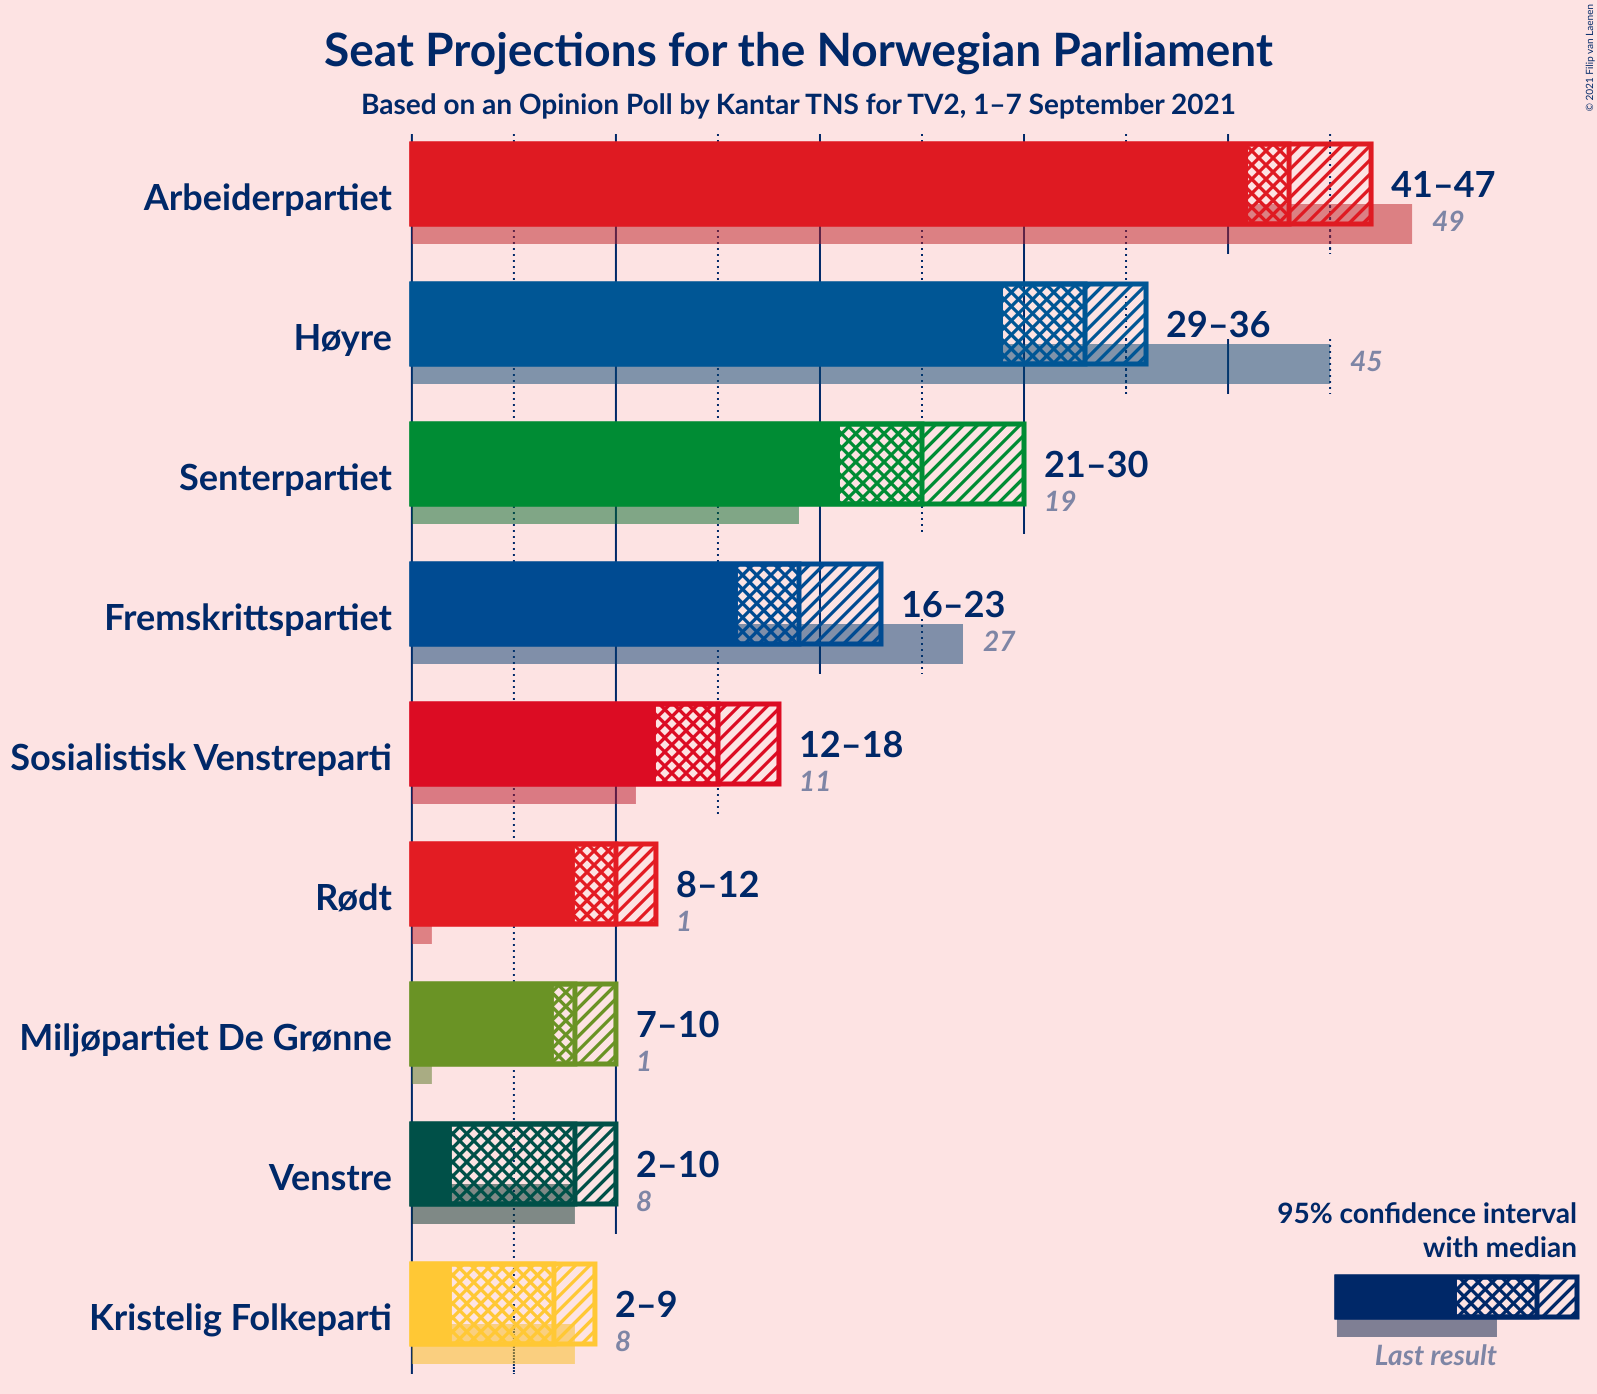 Seat Projections for the Norwegian Parliament
Based on an Opinion Poll by Kantar TNS for TV2, 1–7 September 2021
© 2021 Filip van Laenen
Arbeiderpartiet
41–47
49
Høyre
29–36
45
Senterpartiet
21–30
19
Fremskrittspartiet
16–23
27
Sosialistisk Venstreparti
12–18
11
Rødt
8–12
1
Miljøpartiet De Grønne
7–10
1
Venstre
2–10
8
Kristelig Folkeparti
2–9
8
95% confidence interval
with median
Last result